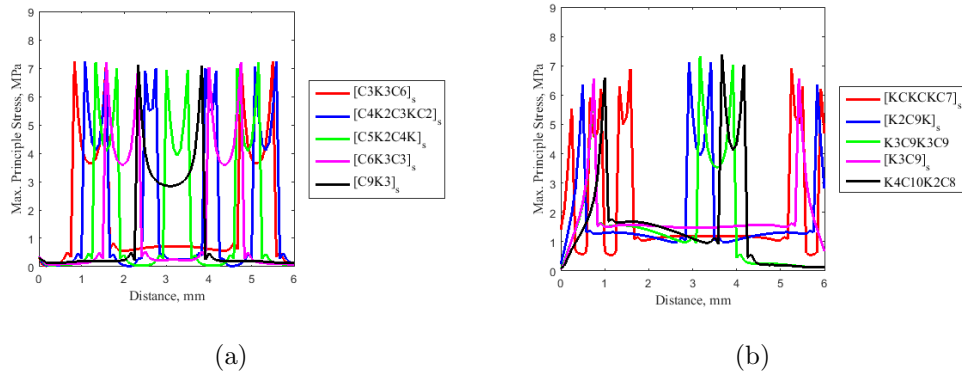 Max. Principle Stress, MPa
9
8
7
6
5
4
3
2
1
0
0 1 2 3 4 5 6
Distance, mm
[C3K3C6]s
[C4K2C3KC2]s
[C5K2C4K]s
[C6K3C3]s
[C9K3]s
(a)
Max. Principle Stress, MPa
9
8
7
6
5
4
3
2
1
0
0 1 2 3 4 5 6
Distance, mm
[KCKCKC7]s
[K2C9K]s
K3C9K3C9
[K3C9]s
K4C10K2C8
(b)